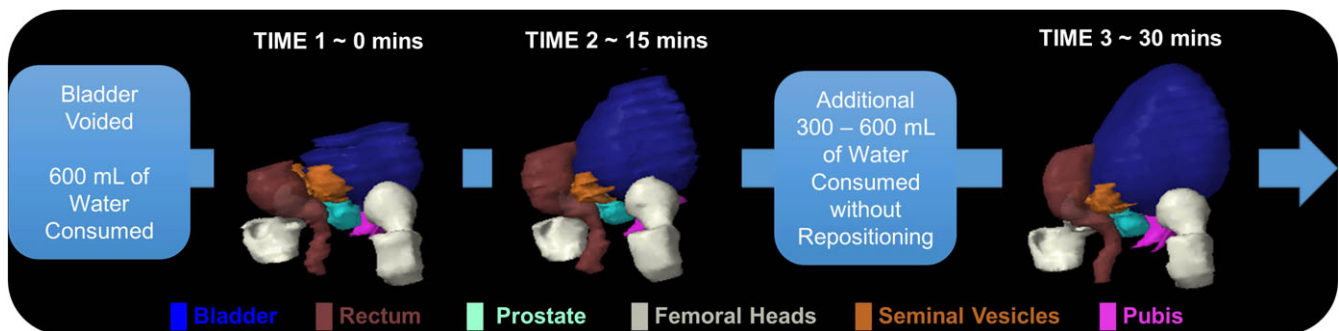 TIME 1 ~ 0 mins
TIME 2 ~ 15 mins
TIME 3 ~ 30 mins
Bladder
Voided
600 mL of
Water
Consumed
Additional
300 – 600 mL
of Water
Consumed
without
Repositioning
Bladder
Rectum
Prostate
Femoral Heads
Seminal Vesicles
Pubis